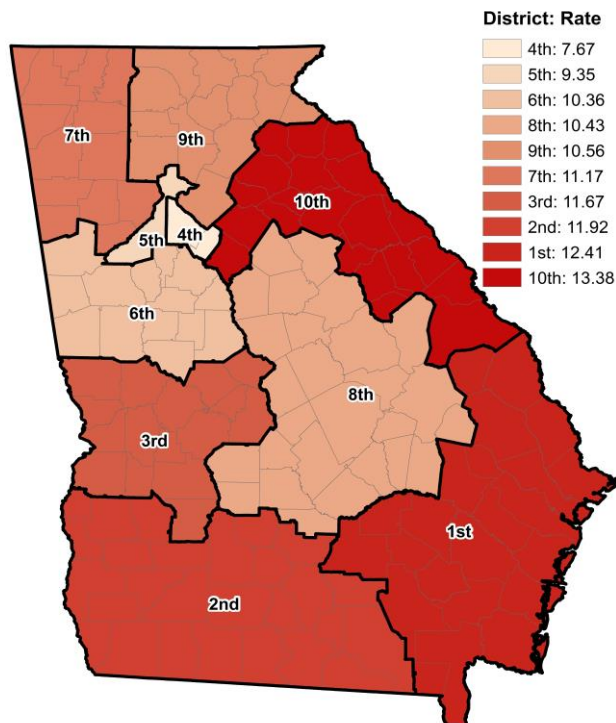 District: Rate
4th: 7.67
5th: 9.35
6th: 10.36
8th: 10.43
9th: 10.56
7th: 11.17
3rd: 11.67
2nd: 11.92
1st: 12.41
10th: 13.38
7th
9th
10th
4th
5th
6th
8th
3rd
1st
2nd